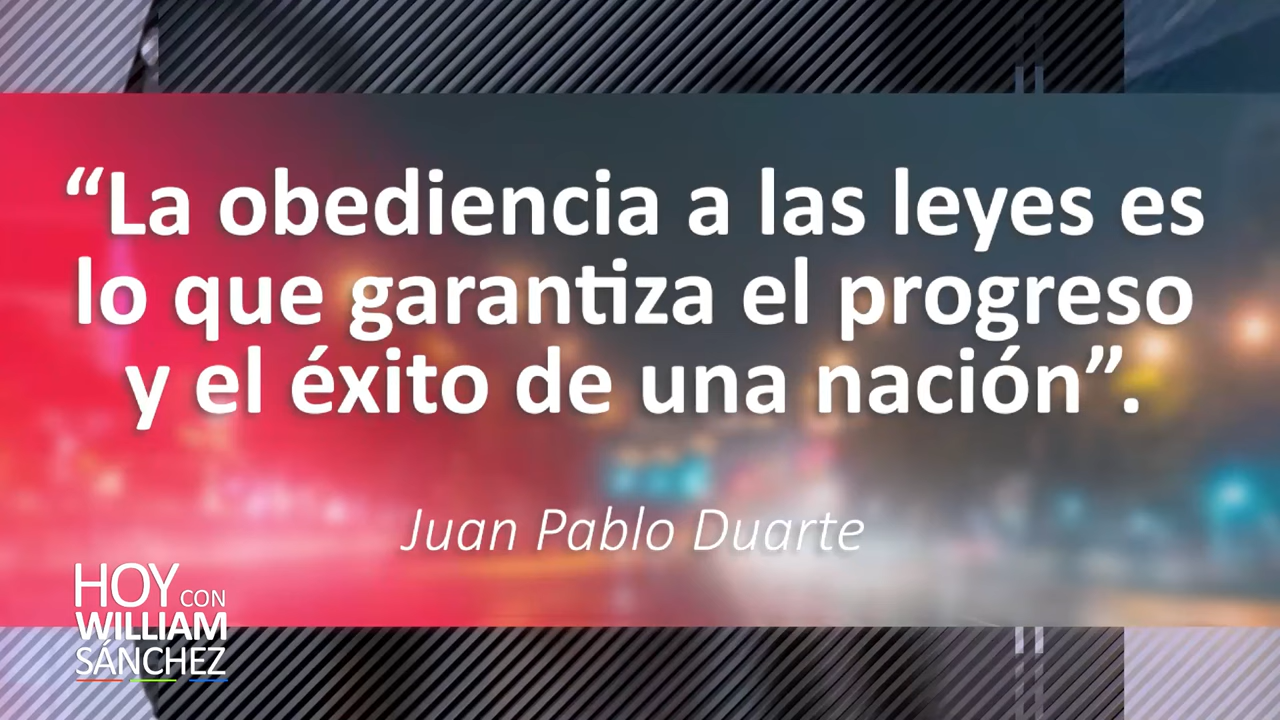 “La obediencia a las leyes es
lo que garantiza el progreso
y el éxito de una nación”.
Juan Pablo Duarte
HOY CON
WILLIAM
SÁNCHEZ